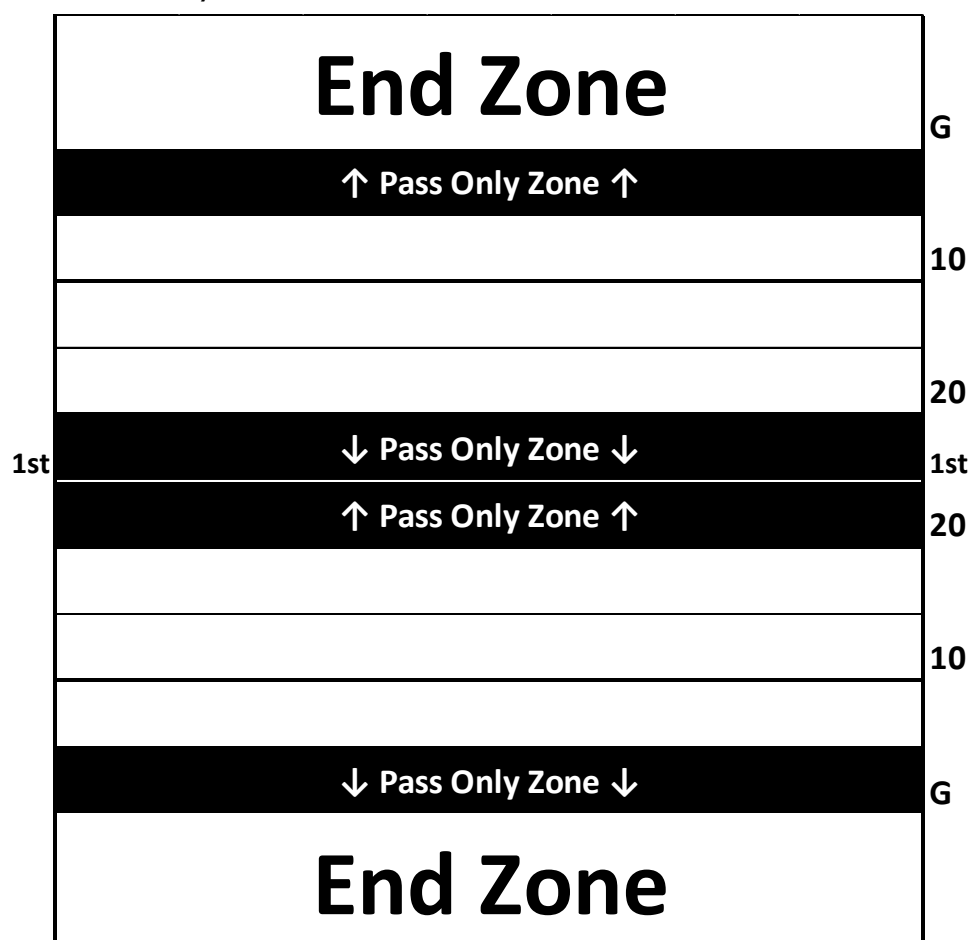 End Zone
G
↑ Pass Only Zone ↑
10
20
↓ Pass Only Zone ↓
1st
1st
↑ Pass Only Zone ↑
20
10
↓ Pass Only Zone ↓
G
End Zone